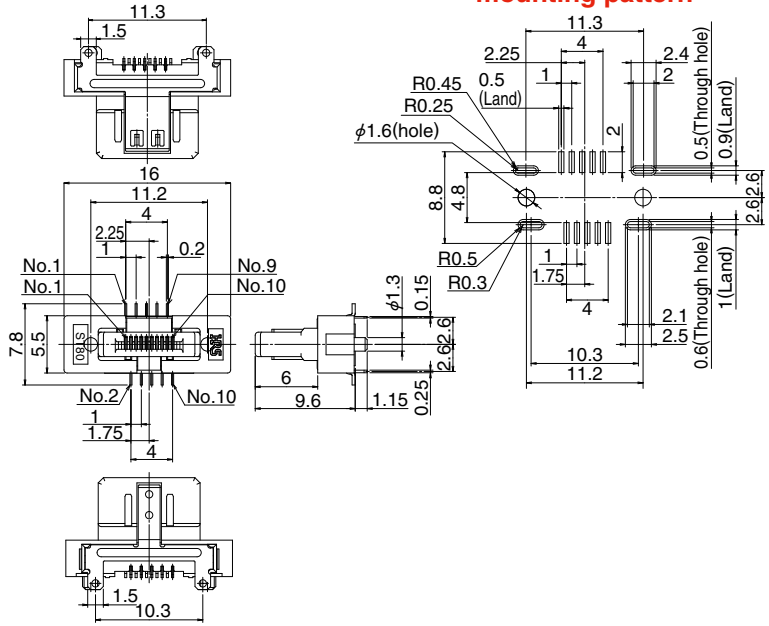 mounting pattern
11.3
1.5
11.3
4
2.25
2.4
1
0.5
(Land)
2
R0.45
R0.25
φ1.6(hole)
2
0.5(Through hole)
0.9(Land)
8.8
4.8
2.6
2.6
R0.5
R0.3
1
1.75
4
2.1
2.5
10.3
11.2
0.6(Through hole)
1(Land)
16
11.2
4
2.25
1
0.2
No.1
No.9
No.1
No.10
7.8
5.5
ST80
HRS
No.2
No.10
1
1.75
4
φ1.3
0.15
2.6
2.6
6
9.6
1.15
0.25
1.5
10.3